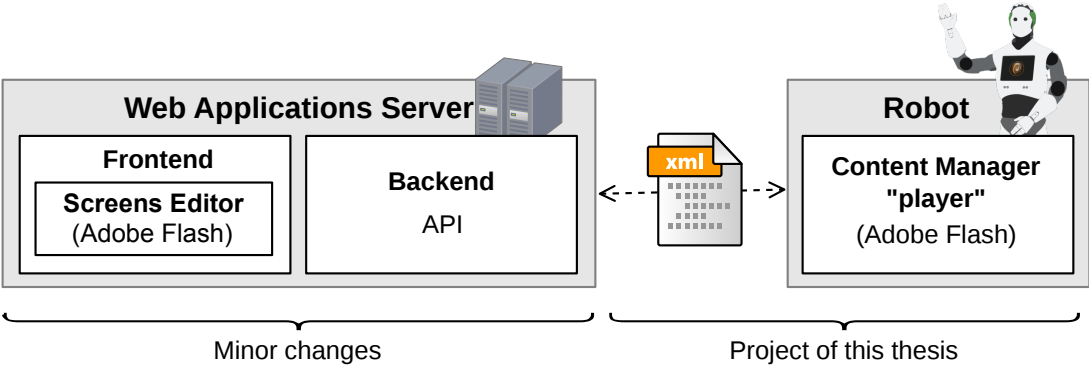 Web Applications Server
Frontend
Screens Editor
(Adobe Flash)
Backend
API
xml
Robot
Content Manager
"player"
(Adobe Flash)
Minor changes
Project of this thesis